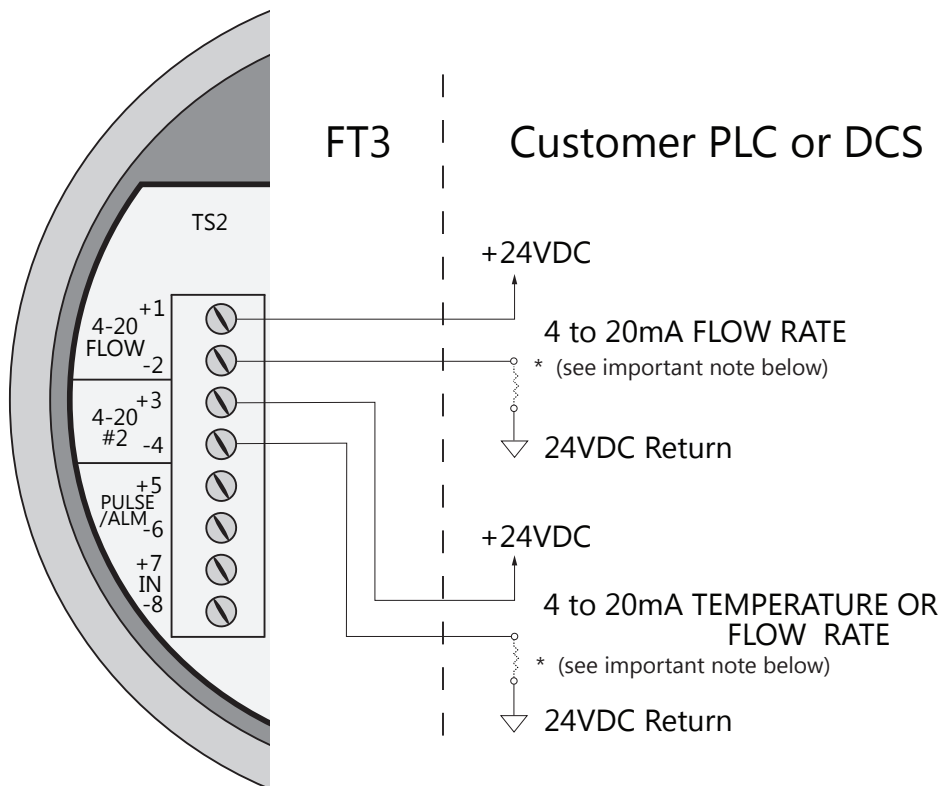 FT3
Customer PLC or DCS
TS2
+24VDC
+1
4-20
FLOW
-2
4 to 20mA FLOW RATE
* (see important note below)
+3
4-20
#2
-4
24VDC Return
+5
PULSE
/ALM
-6
+24VDC
+7
IN
-8
4 to 20mA TEMPERATURE OR
FLOW RATE
* (see important note below)
24VDC Return